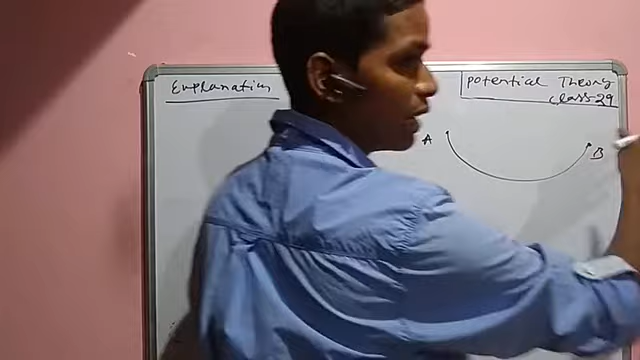 Explanation
potential Theory
class 29
A
B